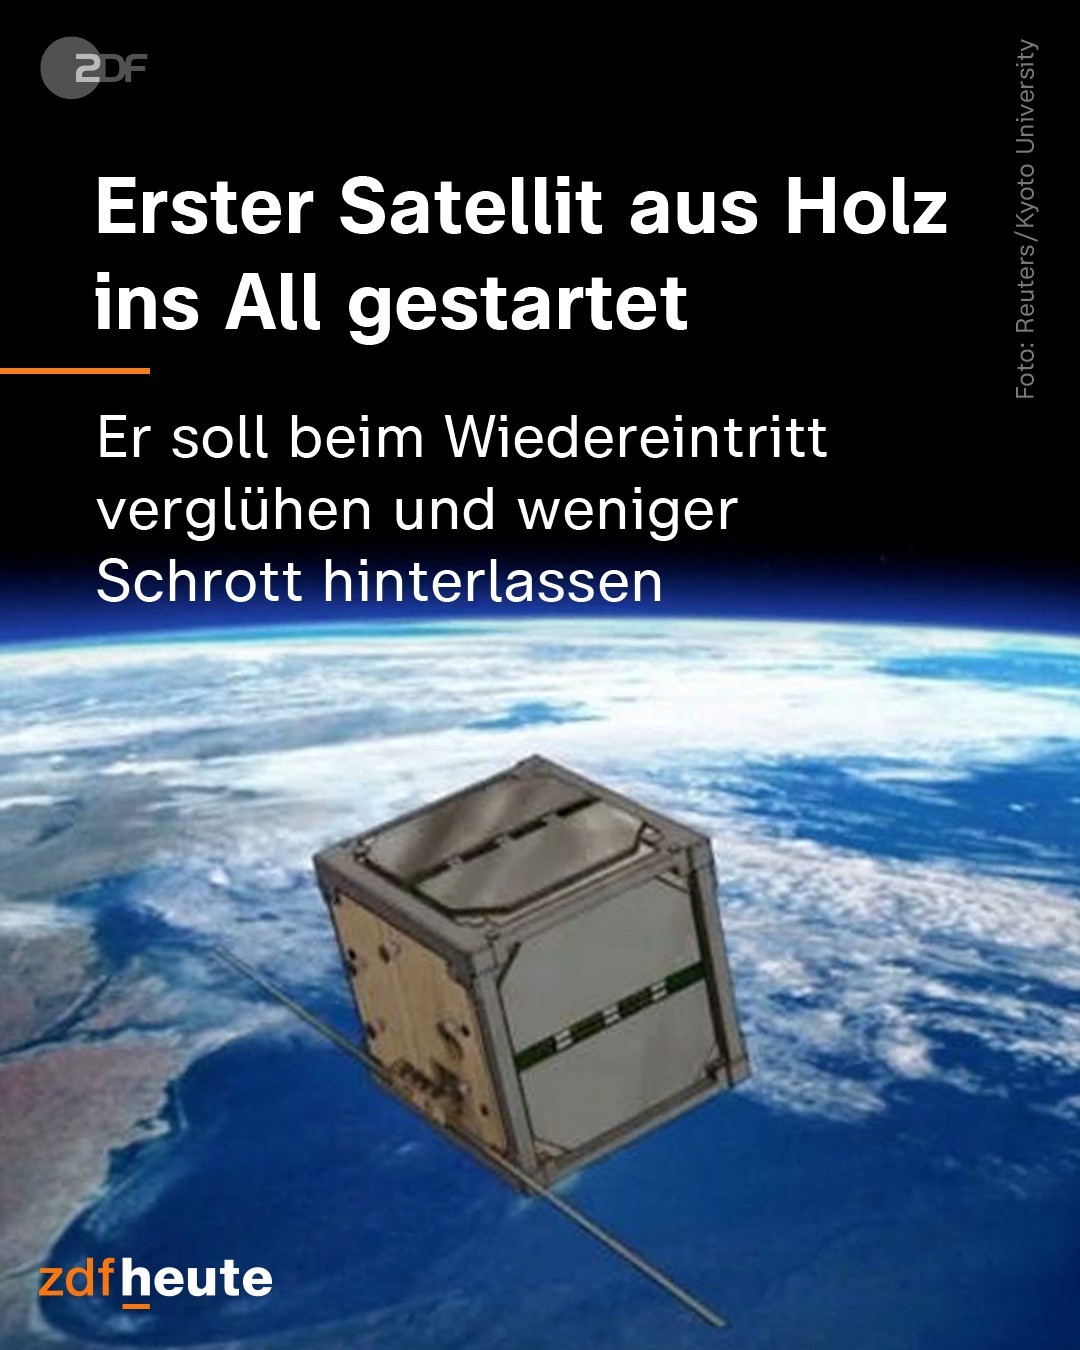 ZDF
Foto: Reuters/Kyoto University
Erster Satellit aus Holz
ins All gestartet
Er soll beim Wiedereintritt
verglühen und weniger
Schrott hinterlassen
zdfheute